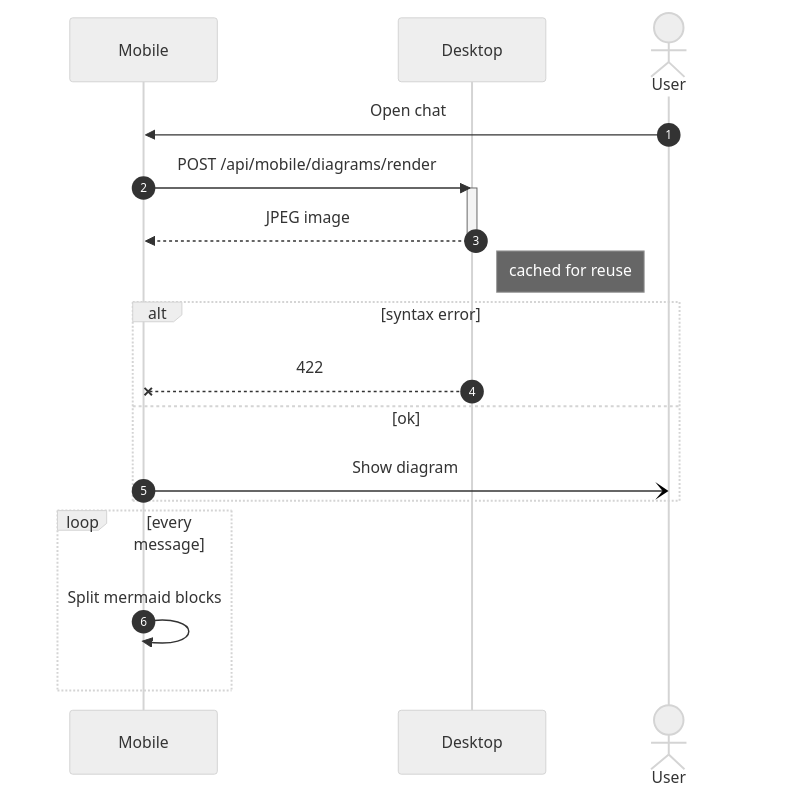 Mobile
Desktop
User
Open chat
1
POST /api/mobile/diagrams/render
2
JPEG image
3
cached for reuse
alt
[syntax error]
422
4
[ok]
Show diagram
5
loop
[every
message]
Split mermaid blocks
6
Mobile
Desktop
User